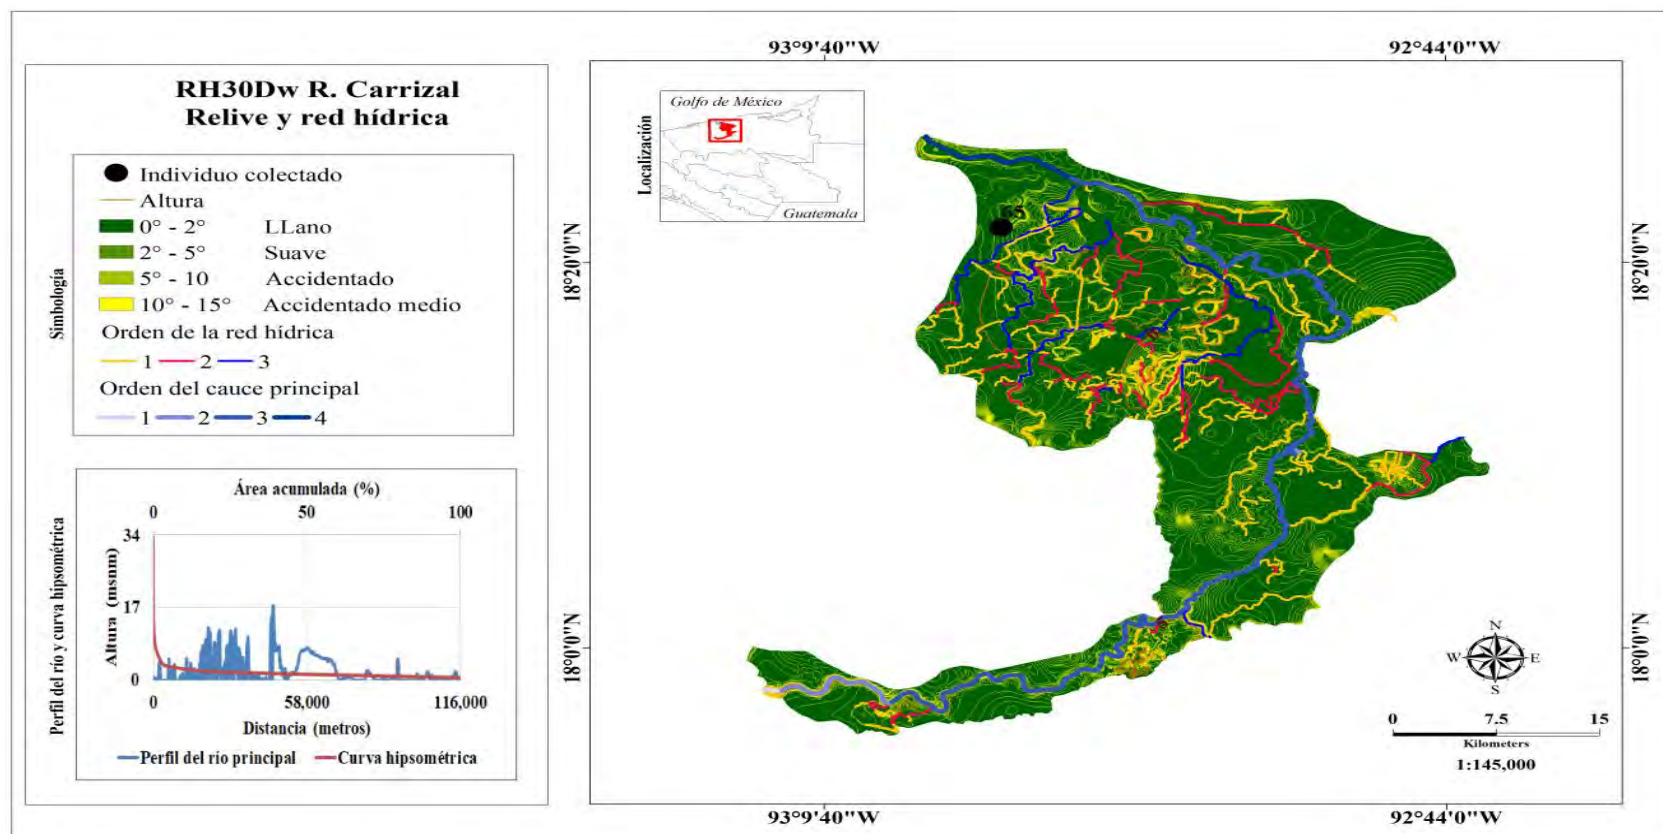 RH30Dw R. Carrizal
Relive y red hídrica
Simbología
Individuo colectado
Altura
0° - 2° LLano
2° - 5° Suave
5° - 10 Accidentado
10° - 15° Accidentado medio
Orden de la red hídrica
1 2 3
Orden del cauce principal
1 2 3 4
Perfil del río y curva hipsométrica
Área acumulada (%)
0 50 100
Altura (msnm)
34
17
0
0 58,000 116,000
Distancia (metros)
Perfil del río principal Curva hipsométrica
93°9'40"W 92°44'0"W
Localización
Golfo de México
Guatemala
18°20'0"N 18°20'0"N
18°0'0"N 18°0'0"N
N
W E
S
0 7.5 15
Kilometers
1:145,000
93°9'40"W 92°44'0"W